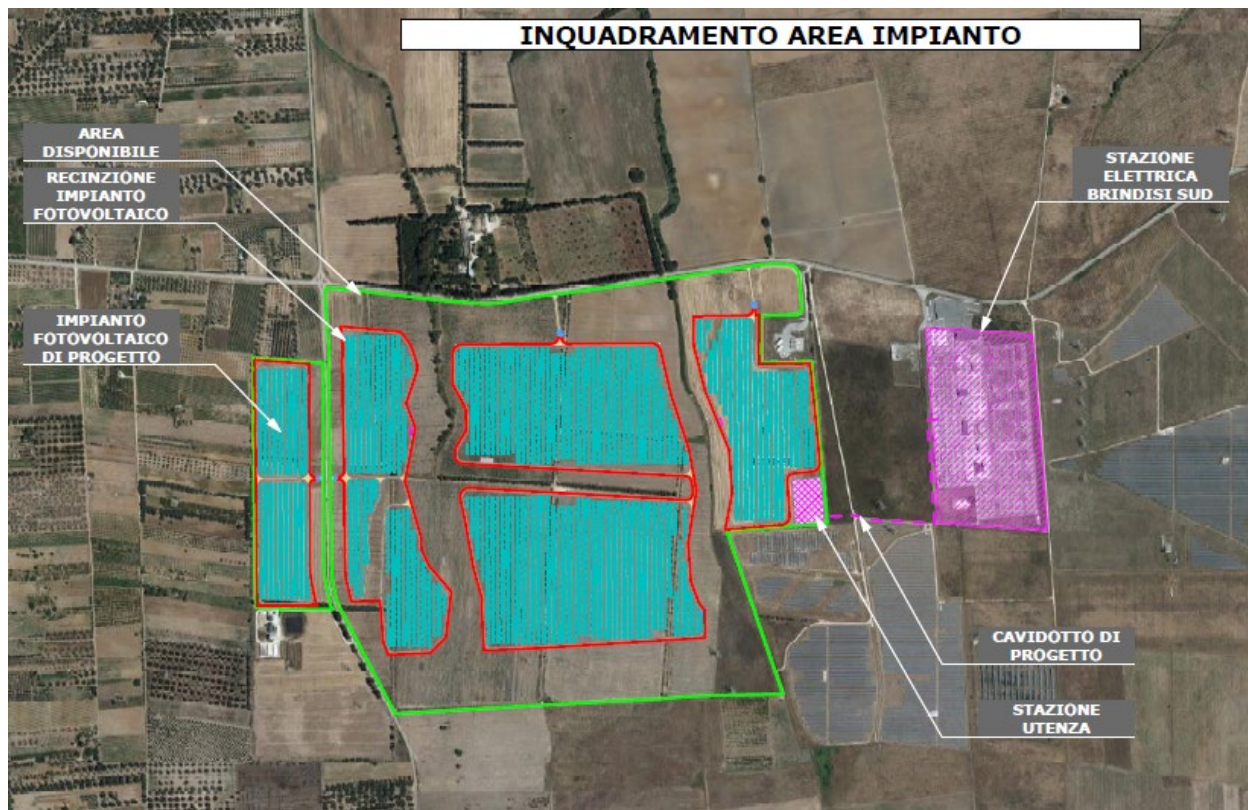 INQUADRAMENTO AREA IMPIANTO
AREA
DISPONIBILE
RECINZIONE
IMPIANTO
FOTOVOLTAICO
IMPIANTO
FOTOVOLTAICO
DI PROGETTO
STAZIONE
ELETTRICA
BRINDISI SUD
CAVIDOTTO DI
PROGETTO
STAZIONE
UTENZA